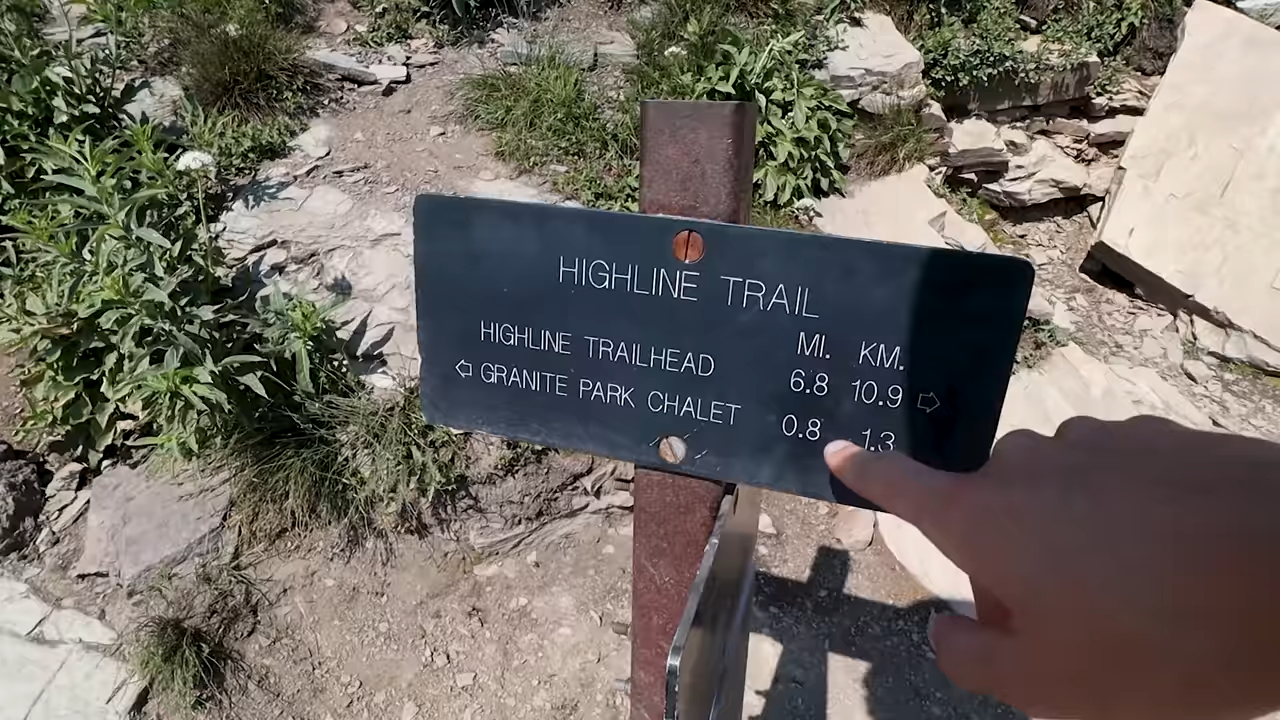 HIGHLINE TRAIL
MI. KM.
HIGHLINE TRAILHEAD 6.8 10.9 ⇨
⇦ GRANITE PARK CHALET 0.8 1.3